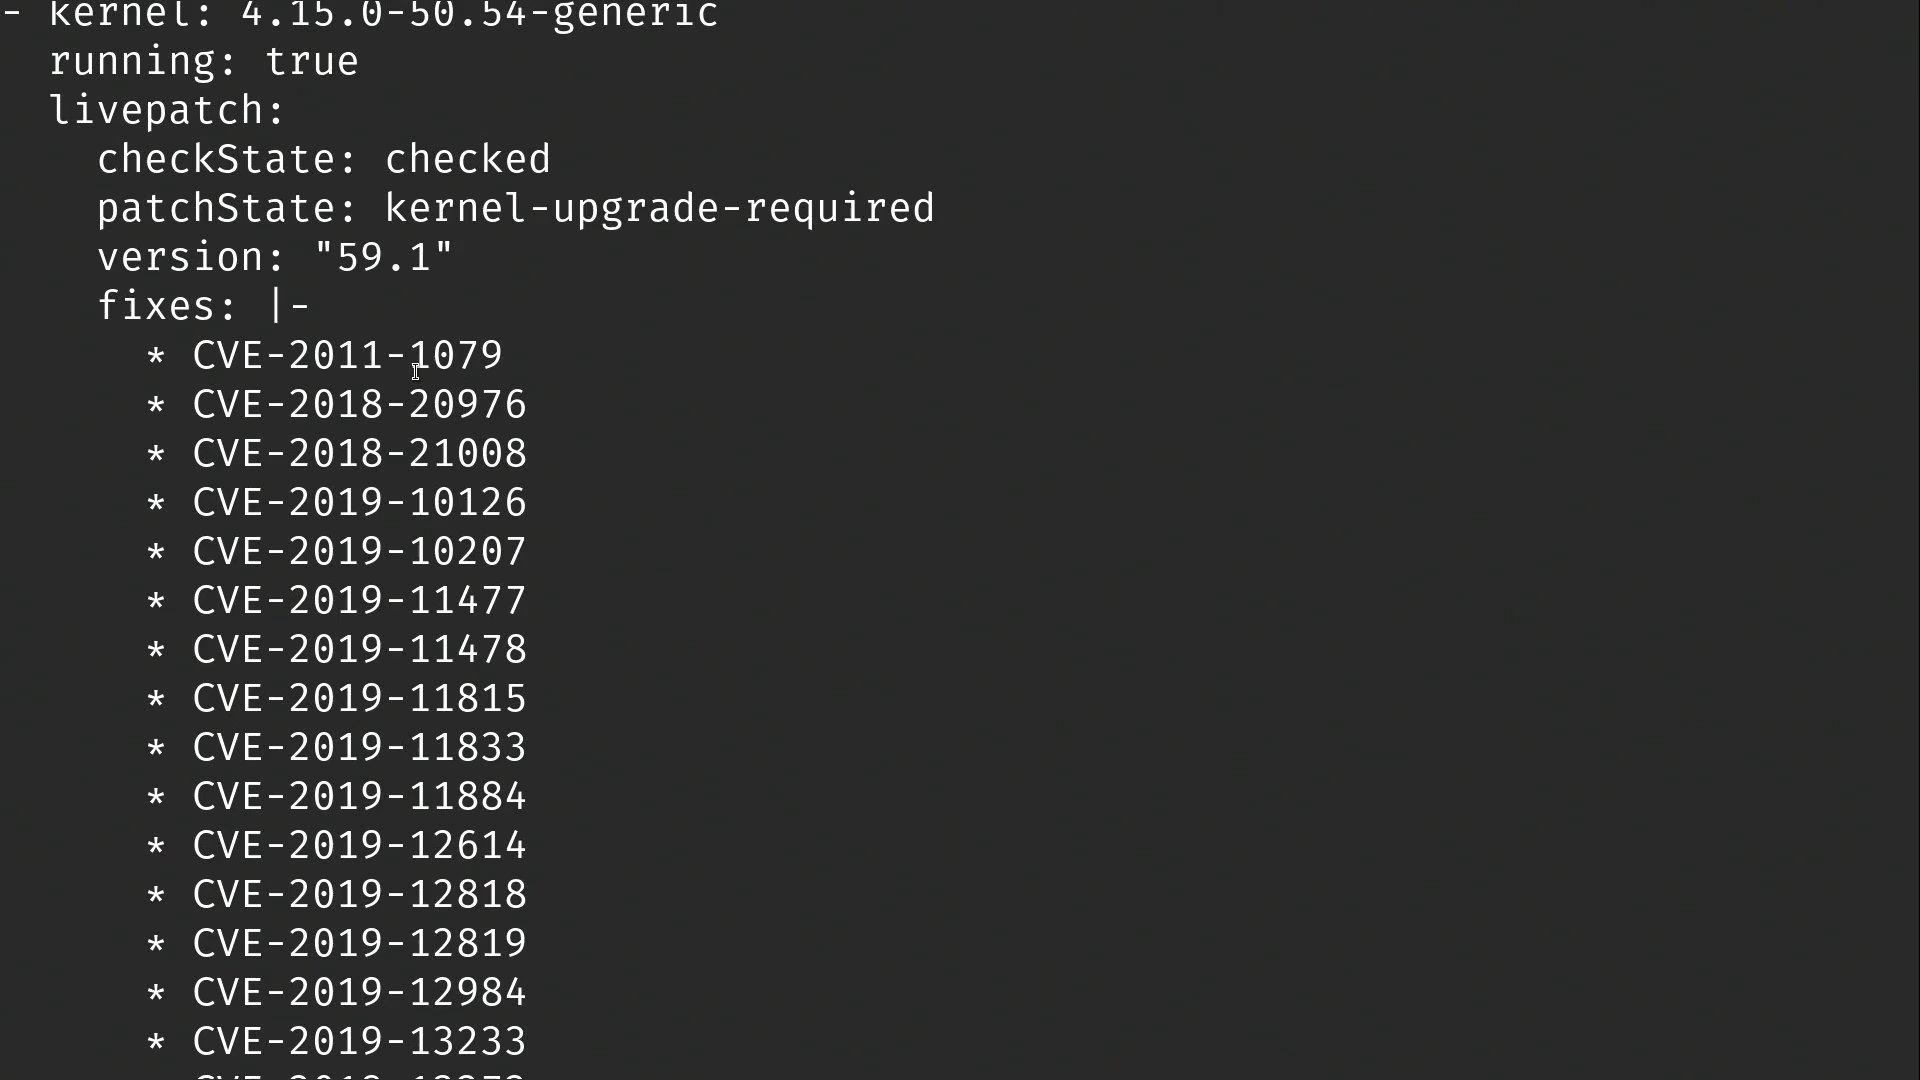 - kernel: 4.15.0-50.54-generic
running: true
livepatch:
checkState: checked
patchState: kernel-upgrade-required
version: "59.1"
fixes: |-
* CVE-2011-1079
* CVE-2018-20976
* CVE-2018-21008
* CVE-2019-10126
* CVE-2019-10207
* CVE-2019-11477
* CVE-2019-11478
* CVE-2019-11815
* CVE-2019-11833
* CVE-2019-11884
* CVE-2019-12614
* CVE-2019-12818
* CVE-2019-12819
* CVE-2019-12984
* CVE-2019-13233